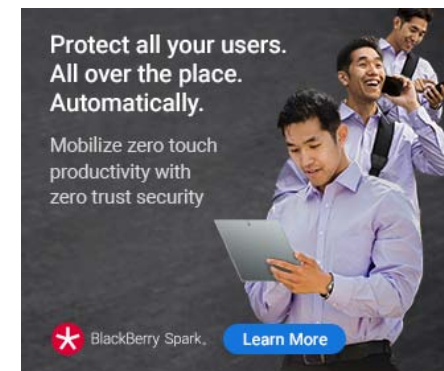 Protect all your users.
All over the place.
Automatically.
Mobilize zero touch
productivity with
zero trust security
BlackBerry Spark.
Learn More